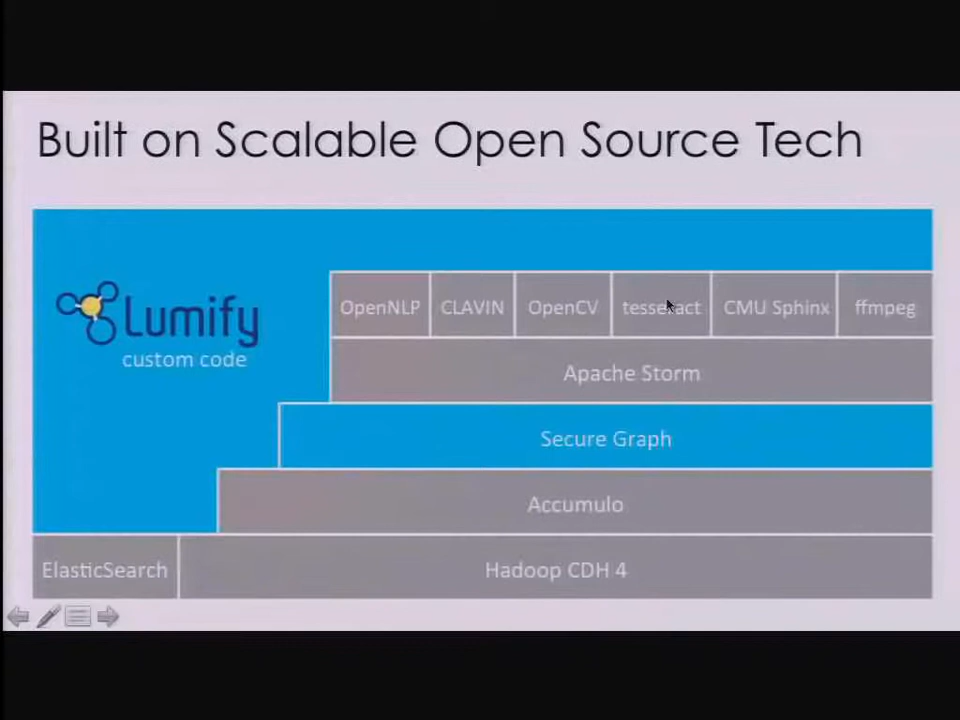 Built on Scalable Open Source Tech
Lumify
custom code
OpenNLP CLAVIN OpenCV tesseract CMU Sphinx ffmpeg
Apache Storm
Secure Graph
Accumulo
ElasticSearch Hadoop CDH 4